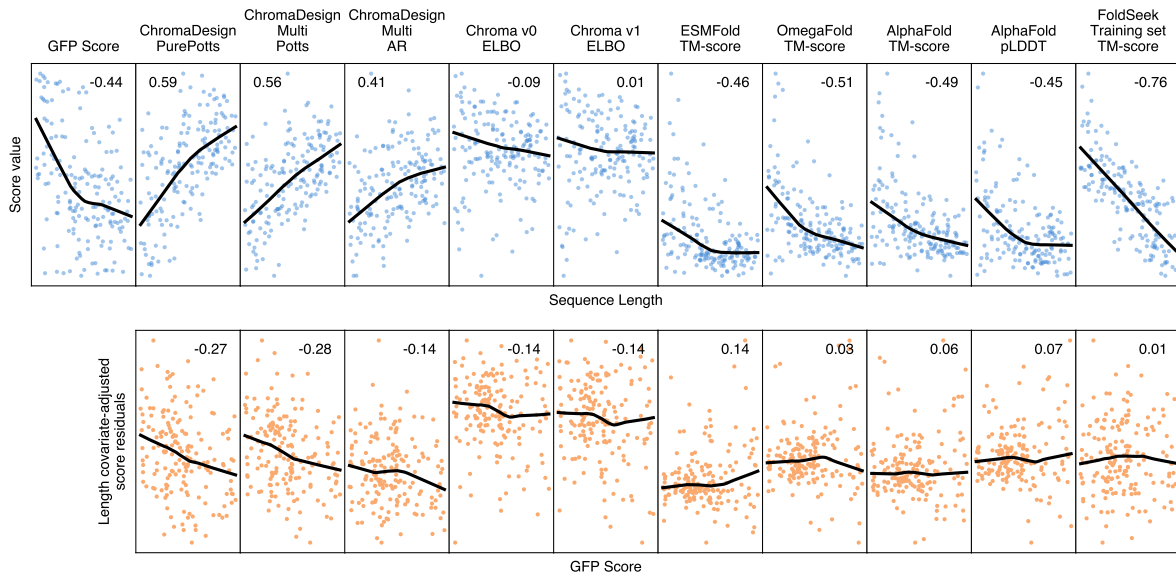 GFP Score
ChromaDesign
PurePotts
ChromaDesign
Multi
Potts
ChromaDesign
Multi
AR
Chroma v0
ELBO
Chroma v1
ELBO
ESMFold
TM-score
OmegaFold
TM-score
AlphaFold
TM-score
AlphaFold
pLDDT
FoldSeek
Training set
TM-score
Score value
-0.44
0.59
0.56
0.41
-0.09
0.01
-0.46
-0.51
-0.49
-0.45
-0.76
Sequence Length
Length covariate-adjusted
score residuals
-0.27
-0.28
-0.14
-0.14
-0.14
0.14
0.03
0.06
0.07
0.01
GFP Score